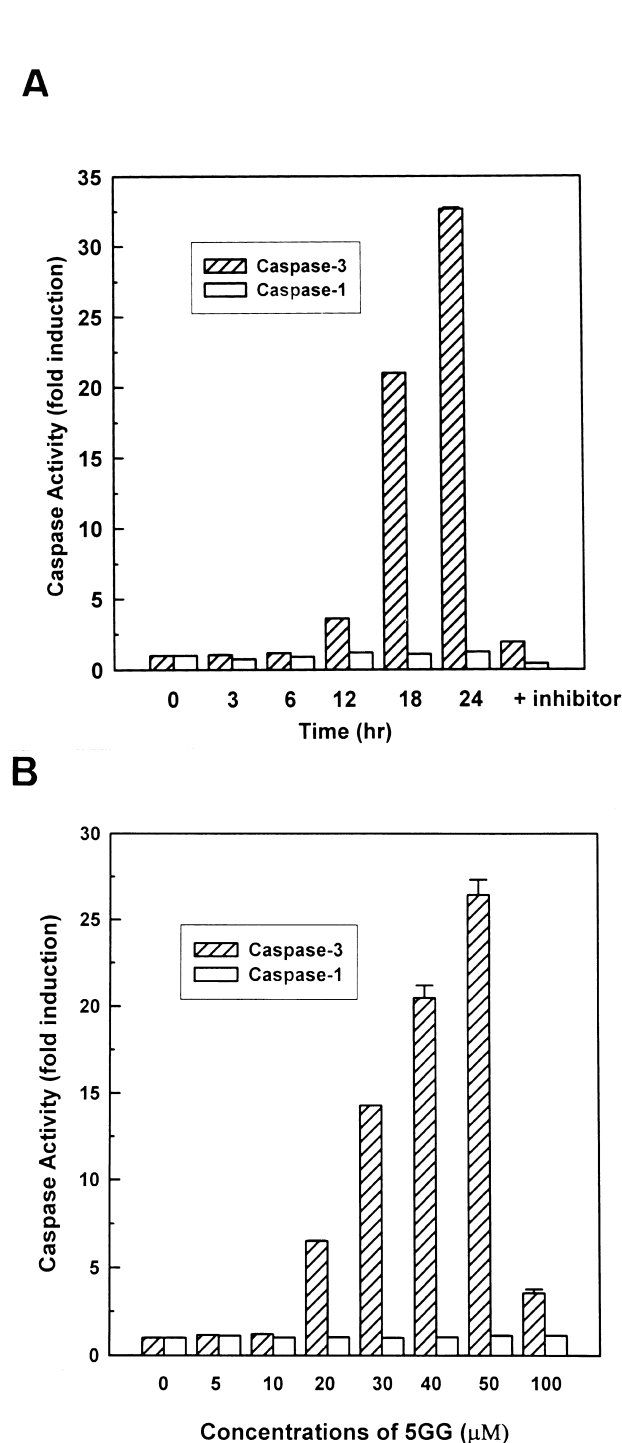 A
35
30
25
20
15
10
5
0
Caspase Activity (fold induction)
Caspase-3
Caspase-1
0 3 6 12 18 24 + inhibitor
Time (hr)
B
30
25
20
15
10
5
0
Caspase Activity (fold induction)
Caspase-3
Caspase-1
0 5 10 20 30 40 50 100
Concentrations of 5GG (μM)